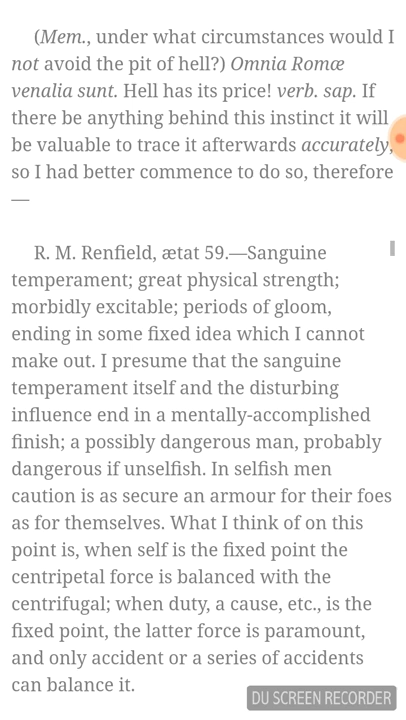 (Mem., under what circumstances would I
not avoid the pit of hell?) Omnia Romæ
venalia sunt. Hell has its price! verb. sap. If
there be anything behind this instinct it will
be valuable to trace it afterwards accurately,
so I had better commence to do so, therefore
—
R. M. Renfield, ætat 59.—Sanguine
temperament; great physical strength;
morbidly excitable; periods of gloom,
ending in some fixed idea which I cannot
make out. I presume that the sanguine
temperament itself and the disturbing
influence end in a mentally-accomplished
finish; a possibly dangerous man, probably
dangerous if unselfish. In selfish men
caution is as secure an armour for their foes
as for themselves. What I think of on this
point is, when self is the fixed point the
centripetal force is balanced with the
centrifugal; when duty, a cause, etc., is the
fixed point, the latter force is paramount,
and only accident or a series of accidents
can balance it.
DU SCREEN RECORDER